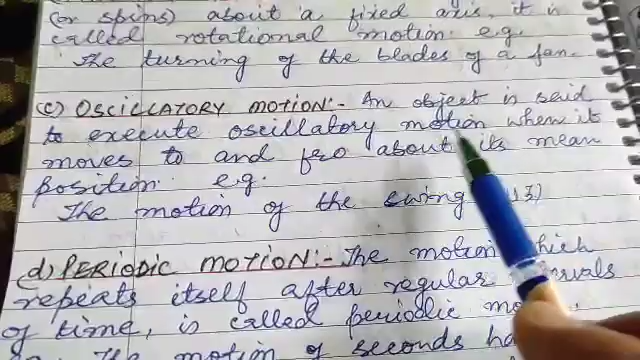 (or spins) about a fixed axis, it is
called rotational motion. e.g.
The turning of the blades of a fan.
(c) OSCILLATORY MOTION:- An object is said
to execute oscillatory motion when it
moves to and fro about its mean
position. e.g.
The motion of the swing
(d) PERIODIC MOTION:- The motion which
repeats itself after regular
of time, is called periodic
The motion of seconds